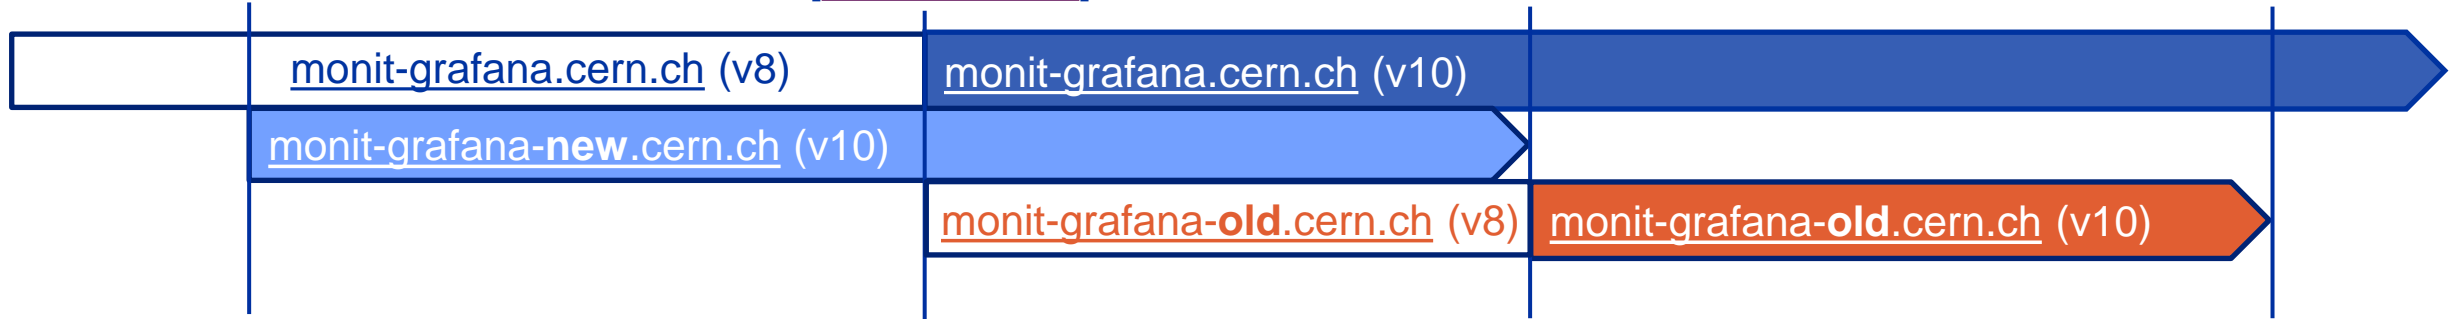 monit-grafana.cern.ch (v8) monit-grafana.cern.ch (v10)
monit-grafana-new.cern.ch (v10)
monit-grafana-old.cern.ch (v8) monit-grafana-old.cern.ch (v10)